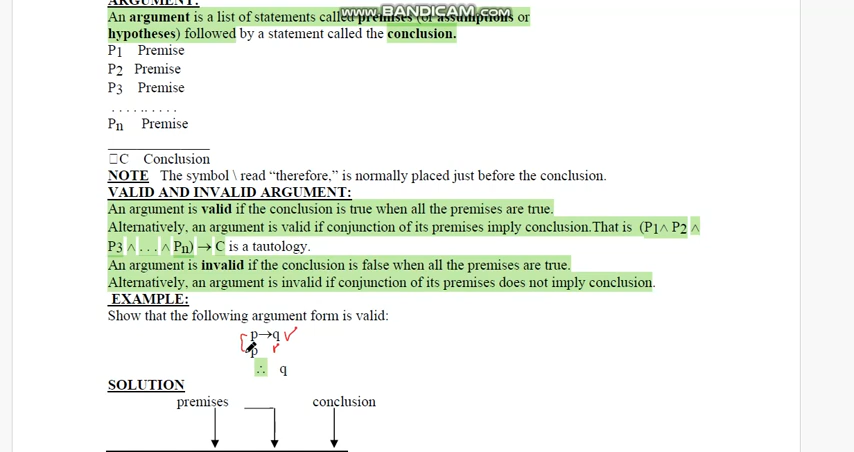 ARGUMENT:
www.BANDICAM.com
An argument is a list of statements called premises (or assumptions or
hypotheses) followed by a statement called the conclusion.
P1 Premise
P2 Premise
P3 Premise
. . . . .. . . . . .
Pn Premise
□C Conclusion
NOTE The symbol \ read “therefore,” is normally placed just before the conclusion.
VALID AND INVALID ARGUMENT:
An argument is valid if the conclusion is true when all the premises are true.
Alternatively, an argument is valid if conjunction of its premises imply conclusion.That is (P1∧ P2 ∧
P3 ∧ . . . ∧ Pn) → C is a tautology.
An argument is invalid if the conclusion is false when all the premises are true.
Alternatively, an argument is invalid if conjunction of its premises does not imply conclusion.
EXAMPLE:
Show that the following argument form is valid:
p→q ✓
p
∴ q
SOLUTION
premises conclusion